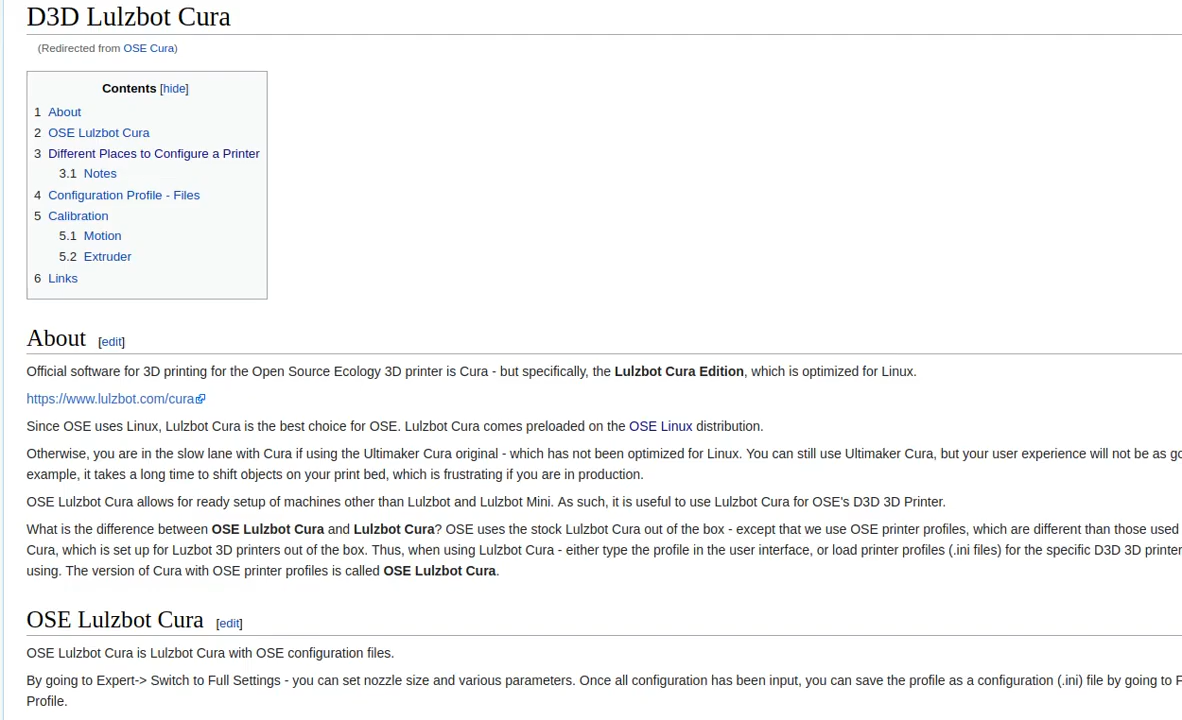 D3D Lulzbot Cura
(Redirected from OSE Cura)
Contents [hide]
1 About
2 OSE Lulzbot Cura
3 Different Places to Configure a Printer
3.1 Notes
4 Configuration Profile - Files
5 Calibration
5.1 Motion
5.2 Extruder
6 Links
About [edit]
Official software for 3D printing for the Open Source Ecology 3D printer is Cura - but specifically, the Lulzbot Cura Edition, which is optimized for Linux.
https://www.lulzbot.com/cura
Since OSE uses Linux, Lulzbot Cura is the best choice for OSE. Lulzbot Cura comes preloaded on the OSE Linux distribution.
Otherwise, you are in the slow lane with Cura if using the Ultimaker Cura original - which has not been optimized for Linux. You can still use Ultimaker Cura, but your user experience will not be as
example, it takes a long time to shift objects on your print bed, which is frustrating if you are in production.
OSE Lulzbot Cura allows for ready setup of machines other than Lulzbot and Lulzbot Mini. As such, it is useful to use Lulzbot Cura for OSE's D3D 3D Printer.
What is the difference between OSE Lulzbot Cura and Lulzbot Cura? OSE uses the stock Lulzbot Cura out of the box - except that we use OSE printer profiles, which are different than those used
Cura, which is set up for Luzbot 3D printers out of the box. Thus, when using Lulzbot Cura - either type the profile in the user interface, or load printer profiles (.ini files) for the specific D3D 3D printer
using. The version of Cura with OSE printer profiles is called OSE Lulzbot Cura.
OSE Lulzbot Cura [edit]
OSE Lulzbot Cura is Lulzbot Cura with OSE configuration files.
By going to Expert-> Switch to Full Settings - you can set nozzle size and various parameters. Once all configuration has been input, you can save the profile as a configuration (.ini) file by going to
Profile.